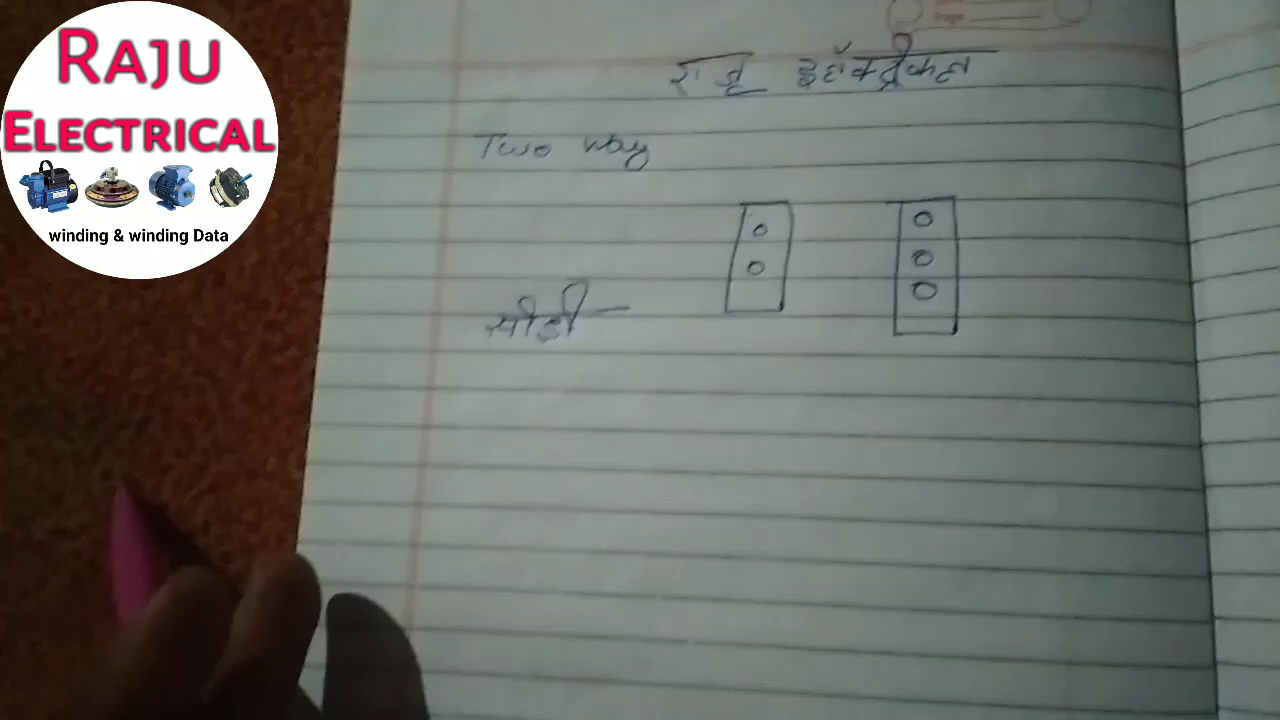 RAJU
ELECTRICAL
winding & winding Data
राजू इलॅक्ट्रीकल
Two way
सीडी —